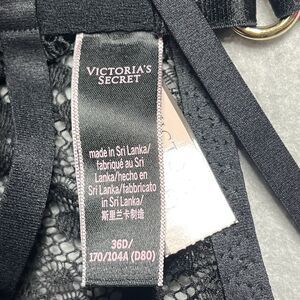 VICTORIA'S
SECRET
made in Sri Lanka/
fabriqué au Sri
Lanka/hecho en
Sri Lanka/fabbricato
in Sri Lanka/
斯里兰卡制造
36D/
170/104A (D80)